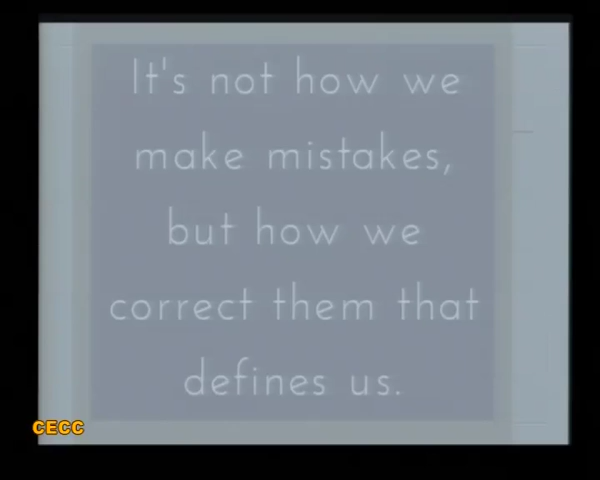 It's not how we
make mistakes,
but how we
correct them that
defines us.
CECC